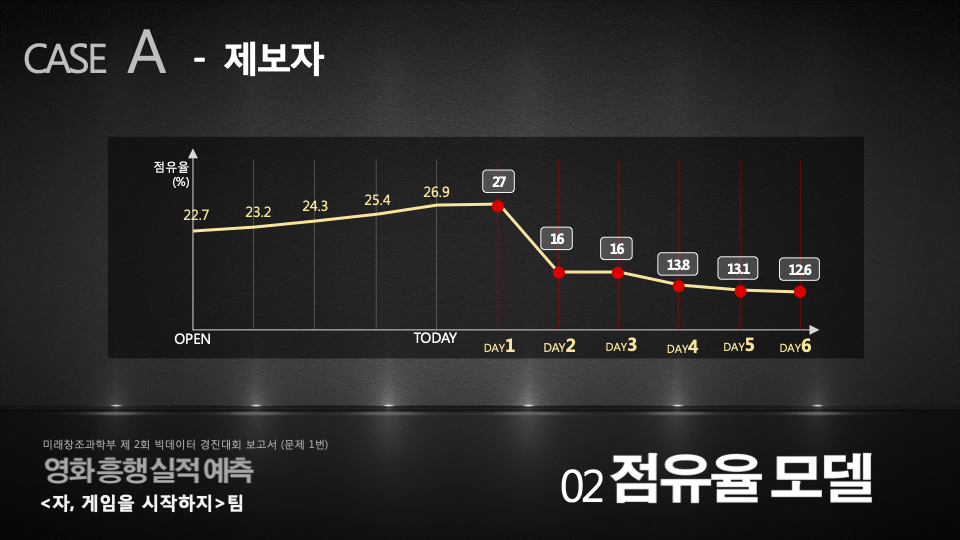 CASE A - 제보자
점유율
(%)
22.7
23.2
24.3
25.4
26.9
27
16
16
13.8
13.1
12.6
OPEN
TODAY
DAY1
DAY2
DAY3
DAY4
DAY5
DAY6
미래창조과학부 제 2회 빅데이터 경진대회 보고서 (문제 1번)
영화 흥행 실적 예측
<자, 게임을 시작하지>팀
02 점유율 모델